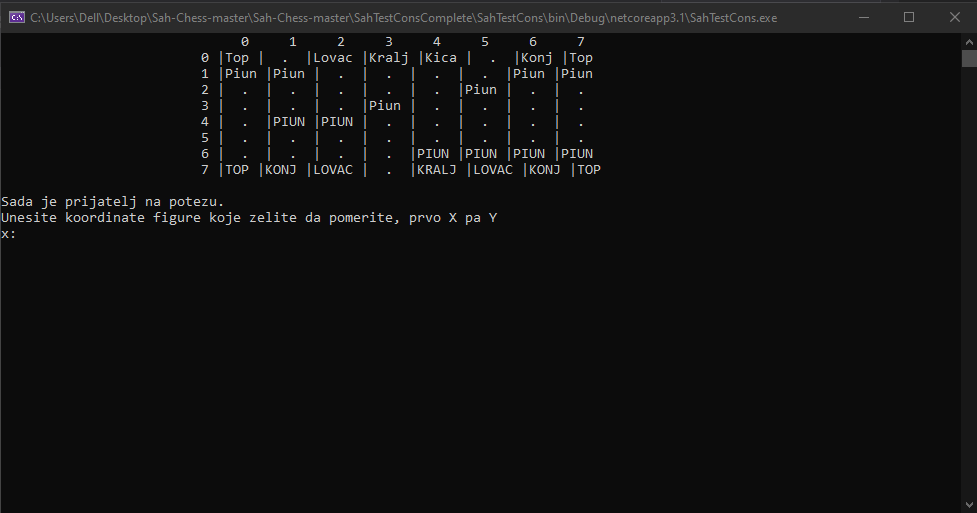 C:\Users\Dell\Desktop\Sah-Chess-master\Sah-Chess-master\SahTestConsComplete\SahTestCons\bin\Debug\netcoreapp3.1\SahTestCons.exe
0 1 2 3 4 5 6 7
0 |Top | . |Lovac |Kralj |Kica | . |Konj |Top
1 |Piun |Piun | . | . | . | . |Piun |Piun
2 | . | . | . | . | . |Piun | . | .
3 | . | . | . |Piun | . | . | . | .
4 | . |PIUN |PIUN | . | . | . | . | .
5 | . | . | . | . | . | . | . | .
6 | . | . | . | . |PIUN |PIUN |PIUN |PIUN
7 |TOP |KONJ |LOVAC | . |KRALJ |LOVAC |KONJ |TOP
Sada je prijatelj na potezu.
Unesite koordinate figure koje zelite da pomerite, prvo X pa Y
x: